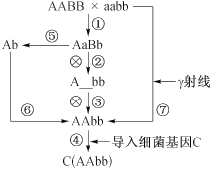 AABB × aabb
①
Ab ⑤ AaBb
⊗ ②
γ射线
A__bb
⑥ ⊗ ③ ⑦
AAbb
④ 导入细菌基因C
C(AAbb)